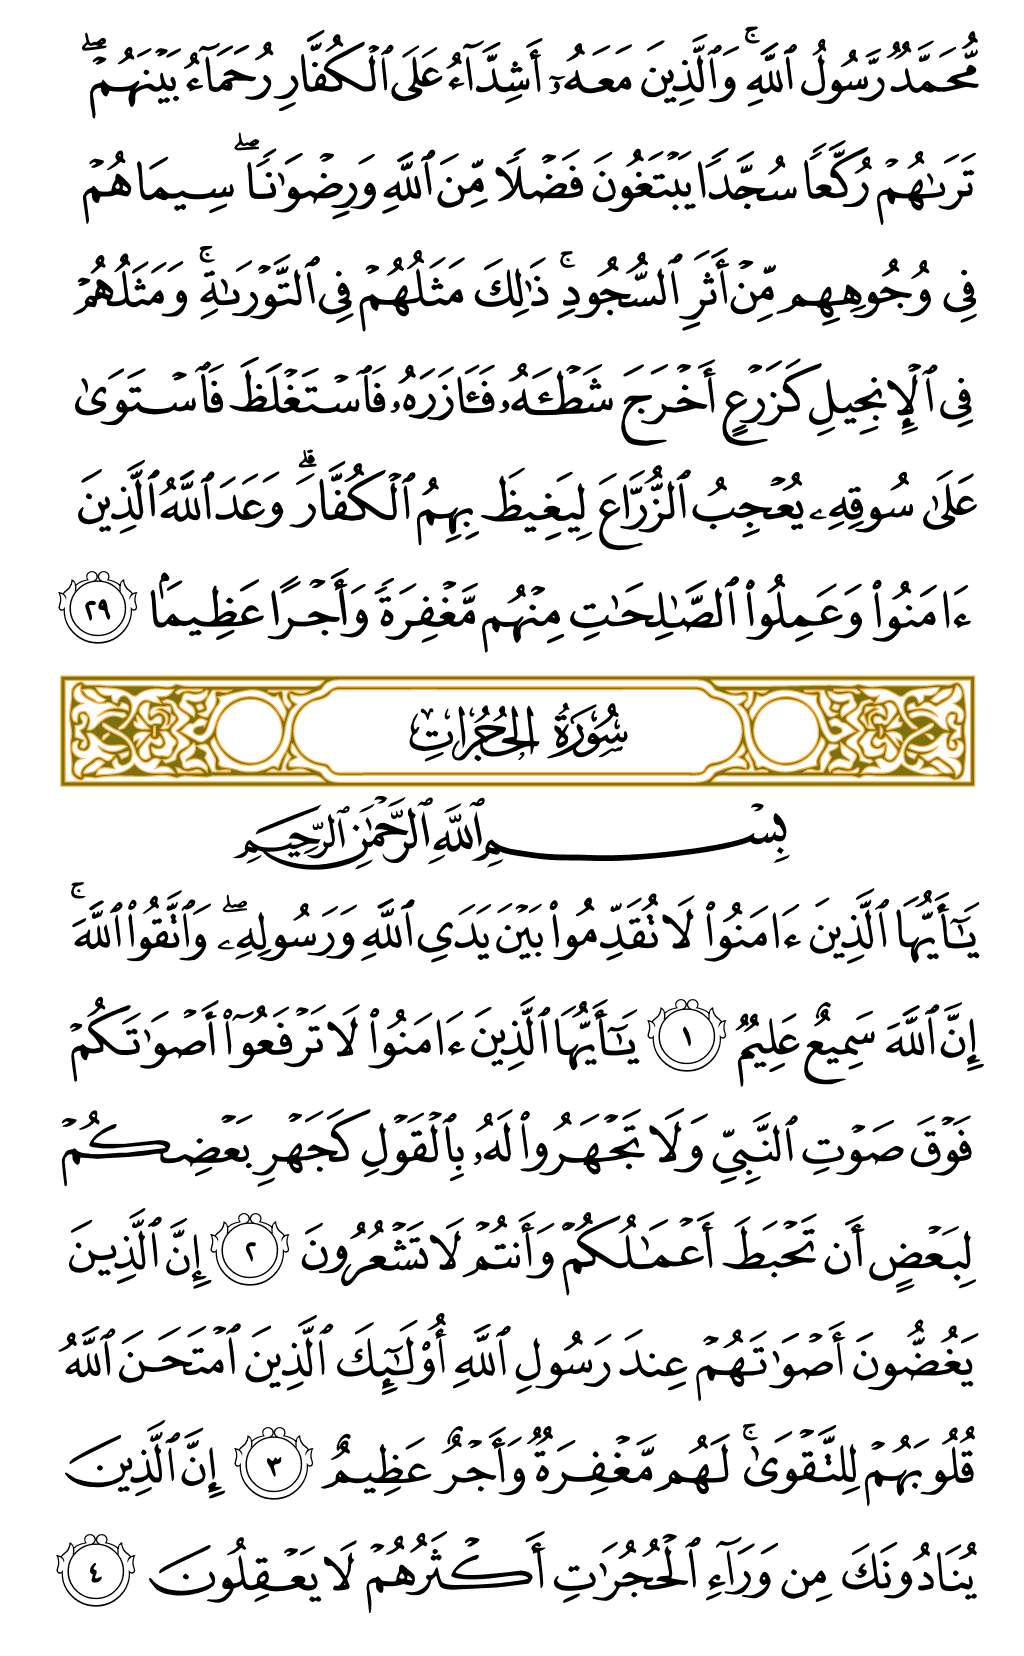 مُّحَمَّدٌ رَّسُولُ ٱللَّهِۚ وَٱلَّذِينَ مَعَهُۥٓ أَشِدَّآءُ عَلَى ٱلۡكُفَّارِ رُحَمَآءُ بَيۡنَهُمۡۖ
تَرَىٰهُمۡ رُكَّعٗا سُجَّدٗا يَبۡتَغُونَ فَضۡلٗا مِّنَ ٱللَّهِ وَرِضۡوَٰنٗاۖ سِيمَاهُمۡ
فِي وُجُوهِهِم مِّنۡ أَثَرِ ٱلسُّجُودِۚ ذَٰلِكَ مَثَلُهُمۡ فِي ٱلتَّوۡرَىٰةِۚ وَمَثَلُهُمۡ
فِي ٱلۡإِنجِيلِ كَزَرۡعٍ أَخۡرَجَ شَطۡـَٔهُۥ فَـَٔازَرَهُۥ فَٱسۡتَغۡلَظَ فَٱسۡتَوَىٰ
عَلَىٰ سُوقِهِۦ يُعۡجِبُ ٱلزُّرَّاعَ لِيَغِيظَ بِهِمُ ٱلۡكُفَّارَۗ وَعَدَ ٱللَّهُ ٱلَّذِينَ
ءَامَنُواْ وَعَمِلُواْ ٱلصَّٰلِحَٰتِ مِنۡهُم مَّغۡفِرَةٗ وَأَجۡرًا عَظِيمَۢا ٢٩
سُورَةُ الحُجُرَاتِ
بِسۡمِ ٱللَّهِ ٱلرَّحۡمَٰنِ ٱلرَّحِيمِ
يَٰٓأَيُّهَا ٱلَّذِينَ ءَامَنُواْ لَا تُقَدِّمُواْ بَيۡنَ يَدَيِ ٱللَّهِ وَرَسُولِهِۦۖ وَٱتَّقُواْ ٱللَّهَۚ
إِنَّ ٱللَّهَ سَمِيعٌ عَلِيمٞ ١ يَٰٓأَيُّهَا ٱلَّذِينَ ءَامَنُواْ لَا تَرۡفَعُوٓاْ أَصۡوَٰتَكُمۡ
فَوۡقَ صَوۡتِ ٱلنَّبِيِّ وَلَا تَجۡهَرُواْ لَهُۥ بِٱلۡقَوۡلِ كَجَهۡرِ بَعۡضِكُمۡ
لِبَعۡضٍ أَن تَحۡبَطَ أَعۡمَٰلُكُمۡ وَأَنتُمۡ لَا تَشۡعُرُونَ ٢ إِنَّ ٱلَّذِينَ
يَغُضُّونَ أَصۡوَٰتَهُمۡ عِندَ رَسُولِ ٱللَّهِ أُوْلَٰٓئِكَ ٱلَّذِينَ ٱمۡتَحَنَ ٱللَّهُ
قُلُوبَهُمۡ لِلتَّقۡوَىٰۚ لَهُم مَّغۡفِرَةٞ وَأَجۡرٌ عَظِيمٌ ٣ إِنَّ ٱلَّذِينَ
يُنَادُونَكَ مِن وَرَآءِ ٱلۡحُجُرَٰتِ أَكۡثَرُهُمۡ لَا يَعۡقِلُونَ ٤